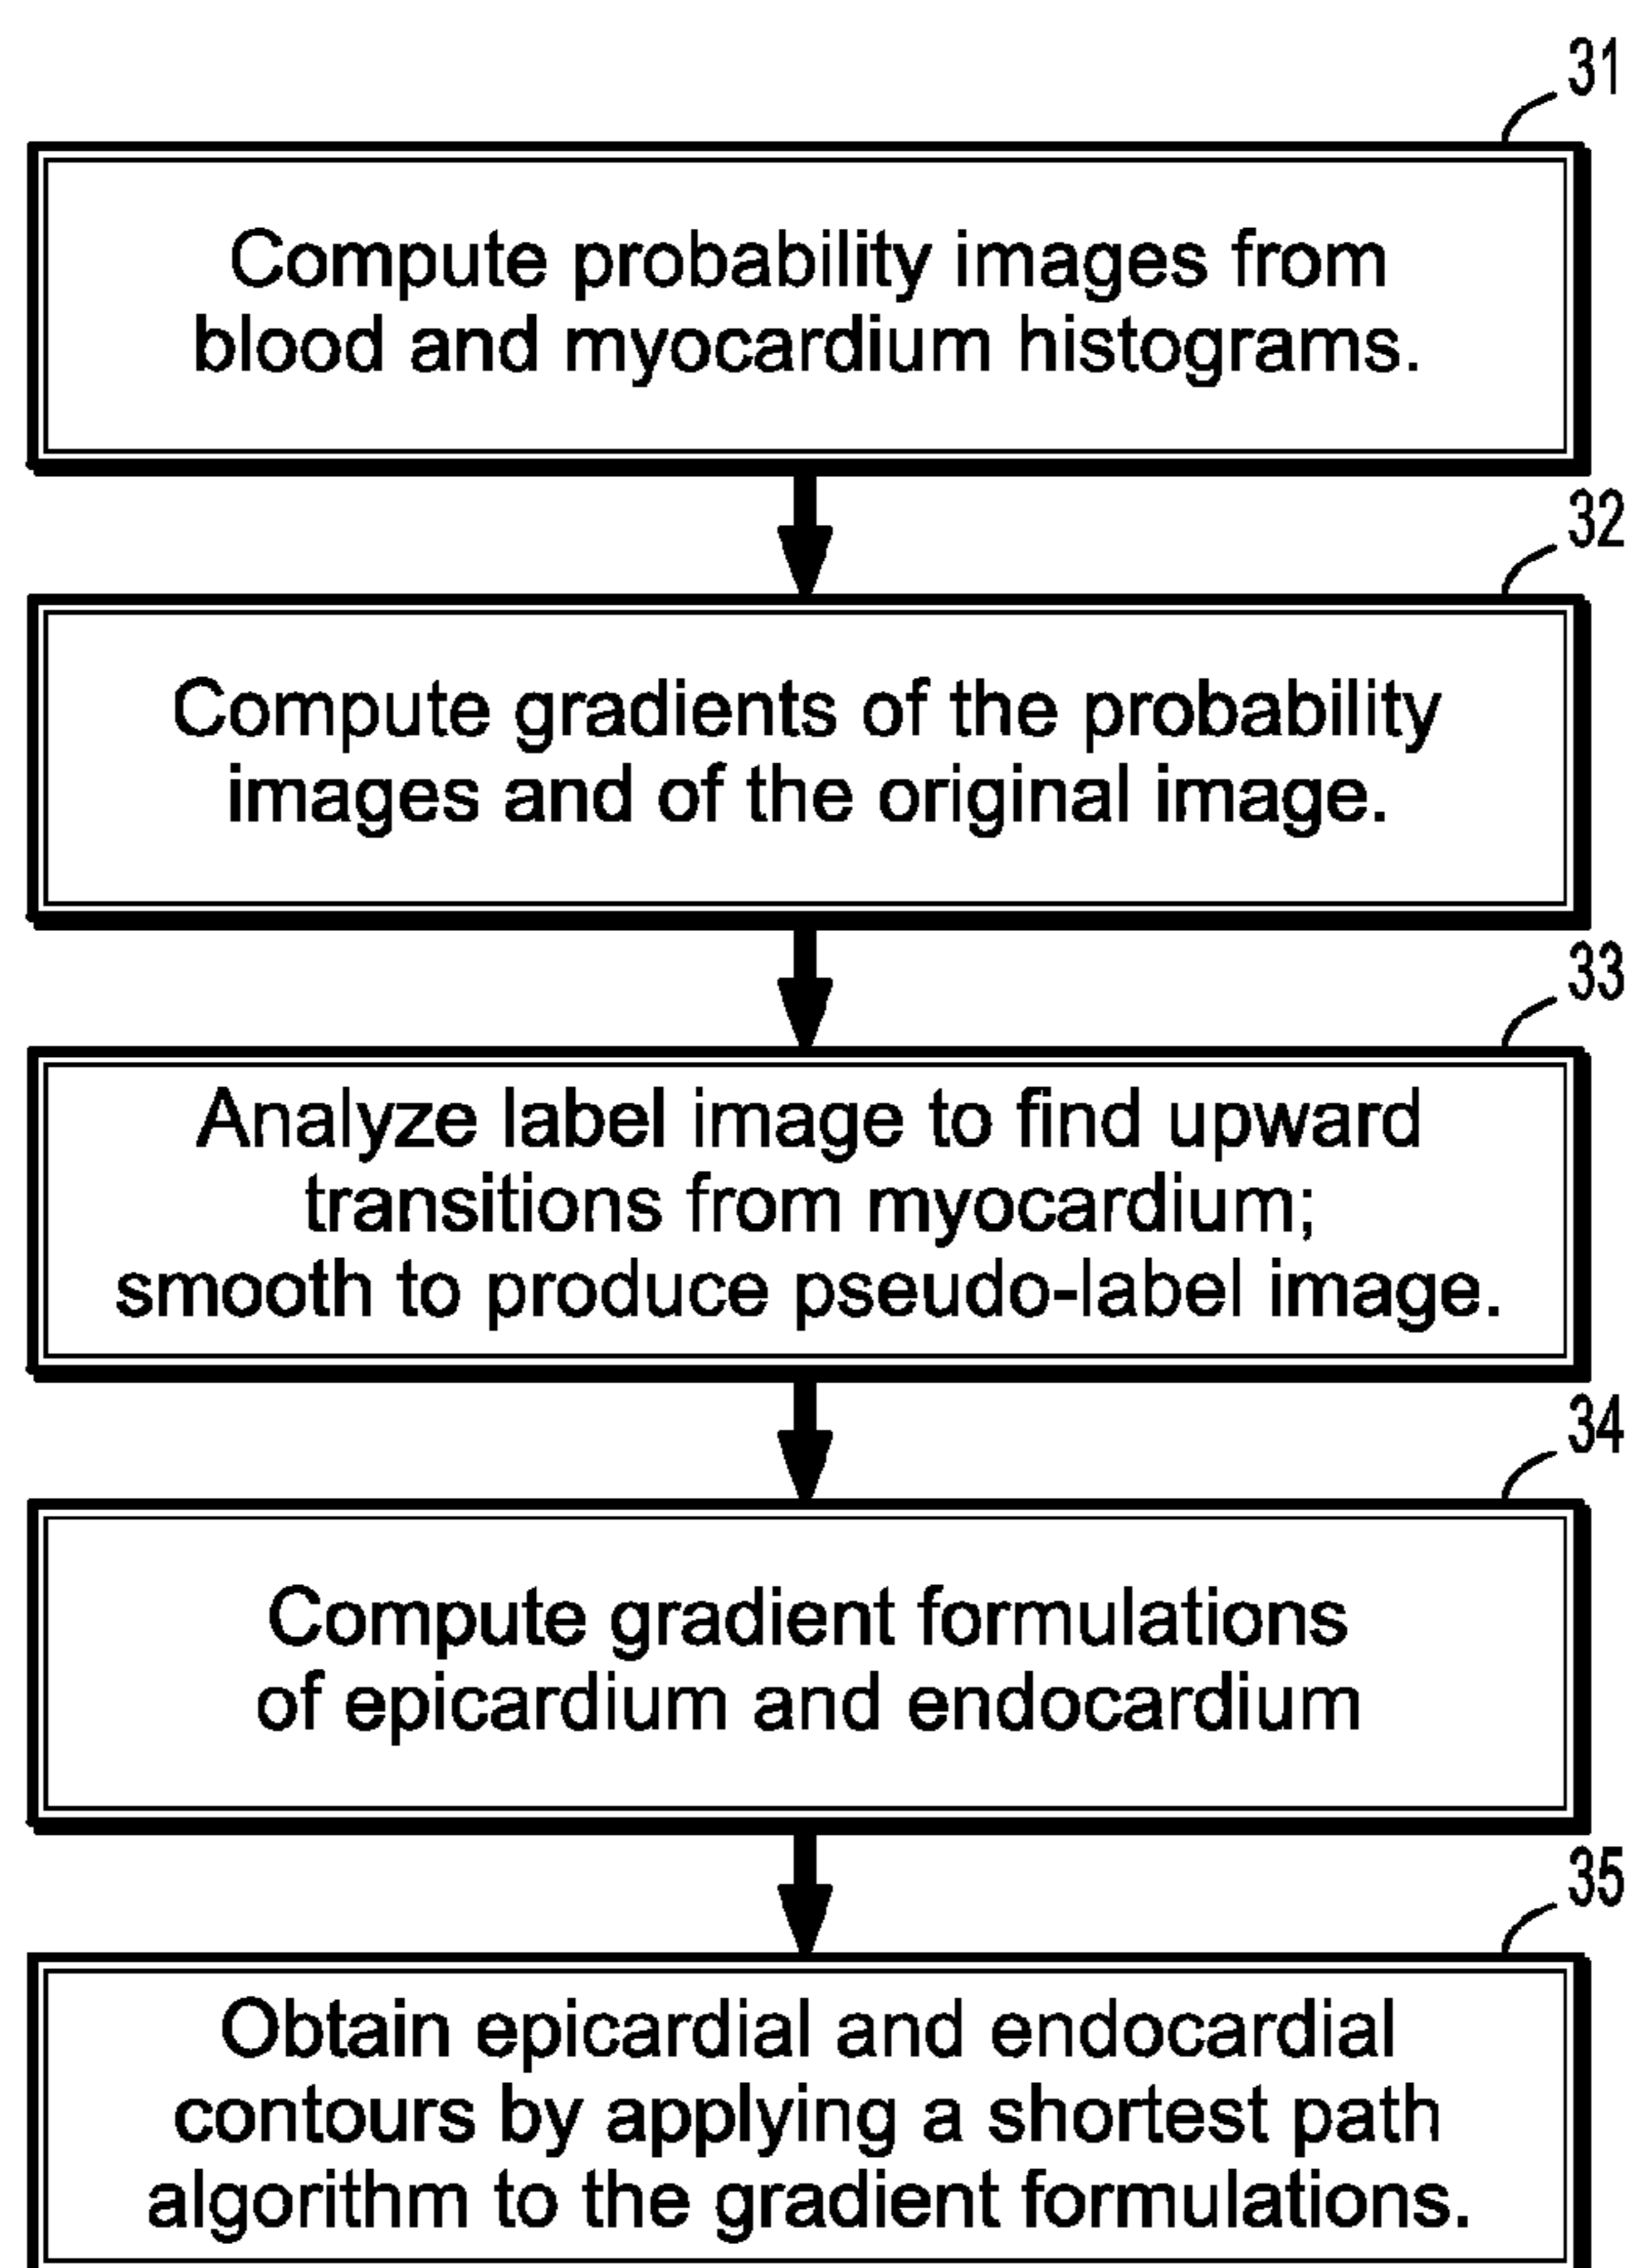 31
Compute probability images from
blood and myocardium histograms.
32
Compute gradients of the probability
images and of the original image.
33
Analyze label image to find upward
transitions from myocardium;
smooth to produce pseudo-label image.
34
Compute gradient formulations
of epicardium and endocardium
35
Obtain epicardial and endocardial
contours by applying a shortest path
algorithm to the gradient formulations.